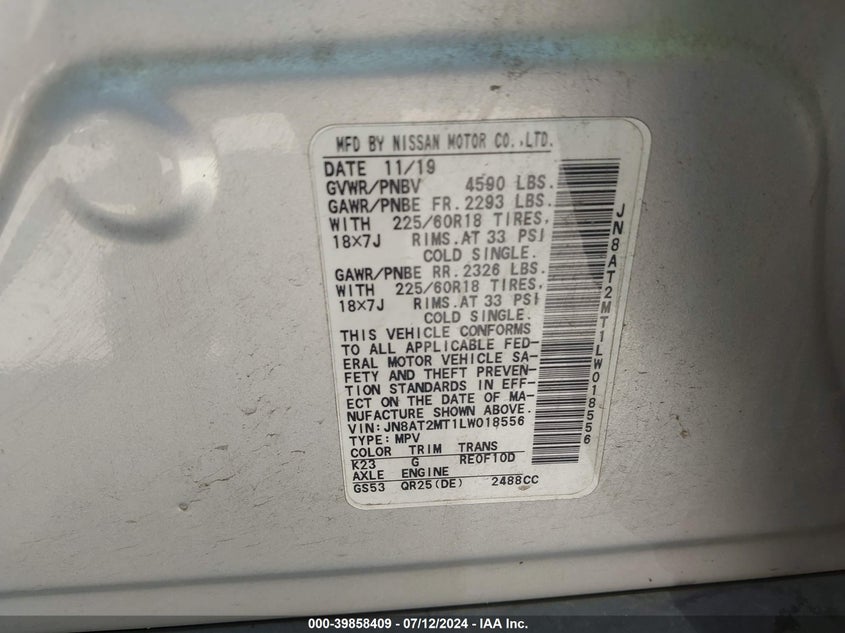 MFD BY NISSAN MOTOR CO.,LTD.
DATE 11/19
GVWR/PNBV 4590 LBS.
GAWR/PNBE FR. 2293 LBS.
WITH 225/60R18 TIRES,
18×7J RIMS.AT 33 PSI
COLD SINGLE.
GAWR/PNBE RR. 2326 LBS.
WITH 225/60R18 TIRES,
18×7J RIMS.AT 33 PSI
COLD SINGLE.
THIS VEHICLE CONFORMS
TO ALL APPLICABLE FED-
ERAL MOTOR VEHICLE SA-
FETY AND THEFT PREVEN-
TION STANDARDS IN EFF-
ECT ON THE DATE OF MA-
NUFACTURE SHOWN ABOVE.
VIN:JN8AT2MT1LW018556
TYPE:MPV
COLOR TRIM TRANS
K23 G RE0F10D
AXLE ENGINE
GS53 QR25(DE) 2488CC
JN8AT2MT1LW018556
000-39858409 - 07/12/2024 - IAA Inc.